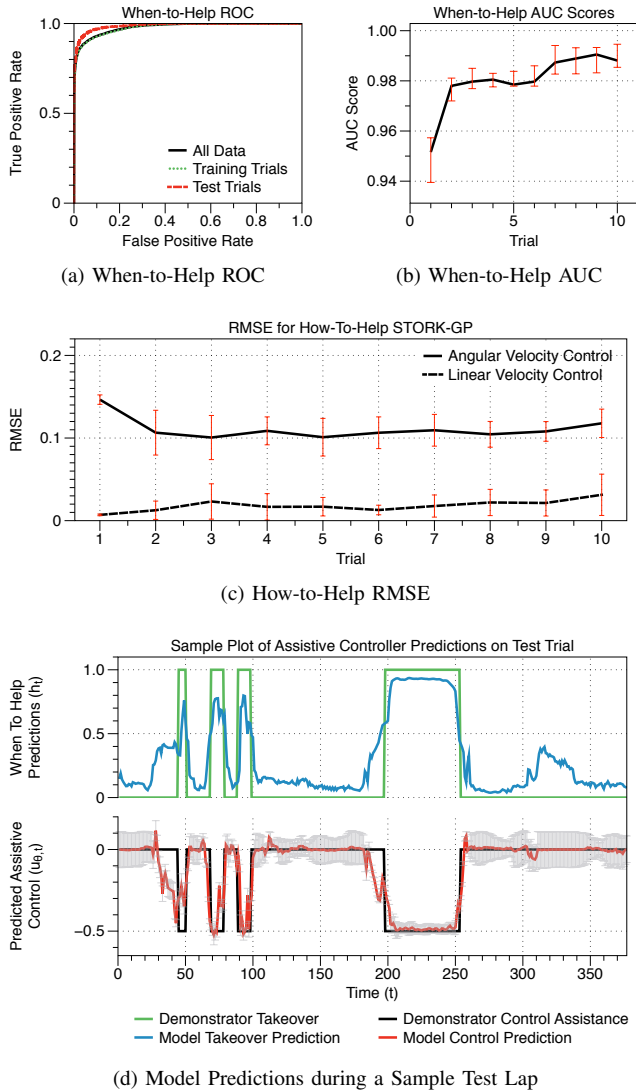 When-to-Help ROC
1.0
0.5
0
0
0.2
0.4
0.6
0.8
1.0
True Positive Rate
False Positive Rate
All Data
Training Trials
Test Trials
(a) When-to-Help ROC
When-to-Help AUC Scores
1.00
0.98
0.96
0.94
0
5
10
AUC Score
Trial
(b) When-to-Help AUC
RMSE for How-To-Help STORK-GP
0.2
0.1
0
1
2
3
4
5
6
7
8
9
10
RMSE
Trial
Angular Velocity Control
Linear Velocity Control
(c) How-to-Help RMSE
Sample Plot of Assistive Controller Predictions on Test Trial
When To Help
Predictions (ht)
1.0
0.5
0
Predicted Assistive
Control (uθ,t)
0
−0.5
0
50
100
150
200
250
300
350
Time (t)
Demonstrator Takeover
Demonstrator Control Assistance
Model Takeover Prediction
Model Control Prediction
(d) Model Predictions during a Sample Test Lap